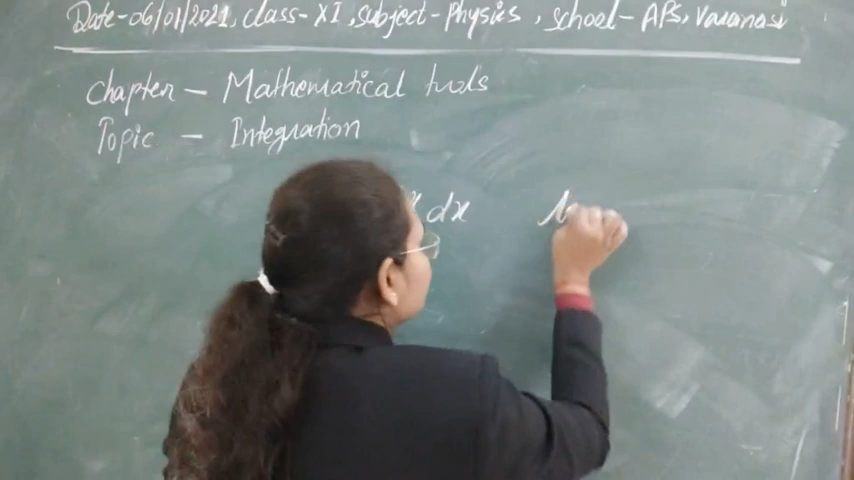 Date-06/01/2021, class-XI, subject-Physics, school-APS, Varanasi
Chapter - Mathematical tools
Topic - Integration
dx